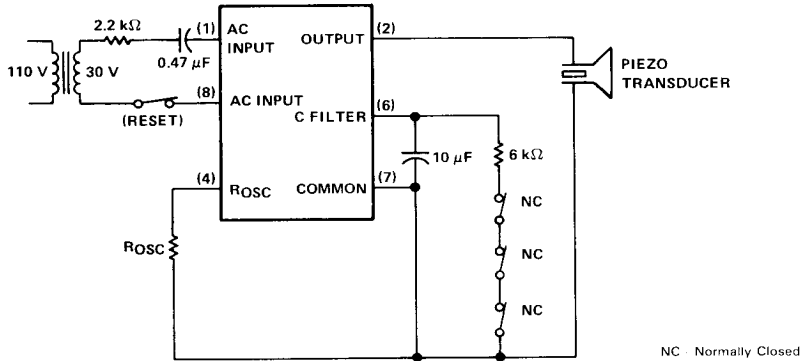 2.2 kΩ
(1)
AC
INPUT
OUTPUT
(2)
110 V
30 V
0.47 μF
PIEZO
TRANSDUCER
(8)
AC INPUT
(RESET)
C FILTER
(6)
10 μF
6 kΩ
(4)
ROSC
COMMON
(7)
NC
ROSC
NC
NC
NC - Normally Closed